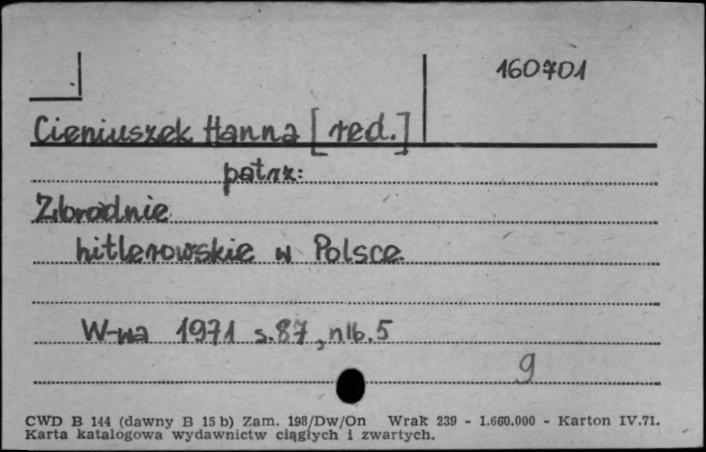 160701
Cieniuszek Hanna [red.]
patrz:
Zbrodnie
hitlerowskie w Polsce
W-wa 1971 s.87, nlb.5
9
CWD B 144 (dawny B 15 b) Zam. 198/Dw/On Wrak 239 - 1.660.000 - Karton IV.71.
Karta katalogowa wydawnictw ciągłych i zwartych.